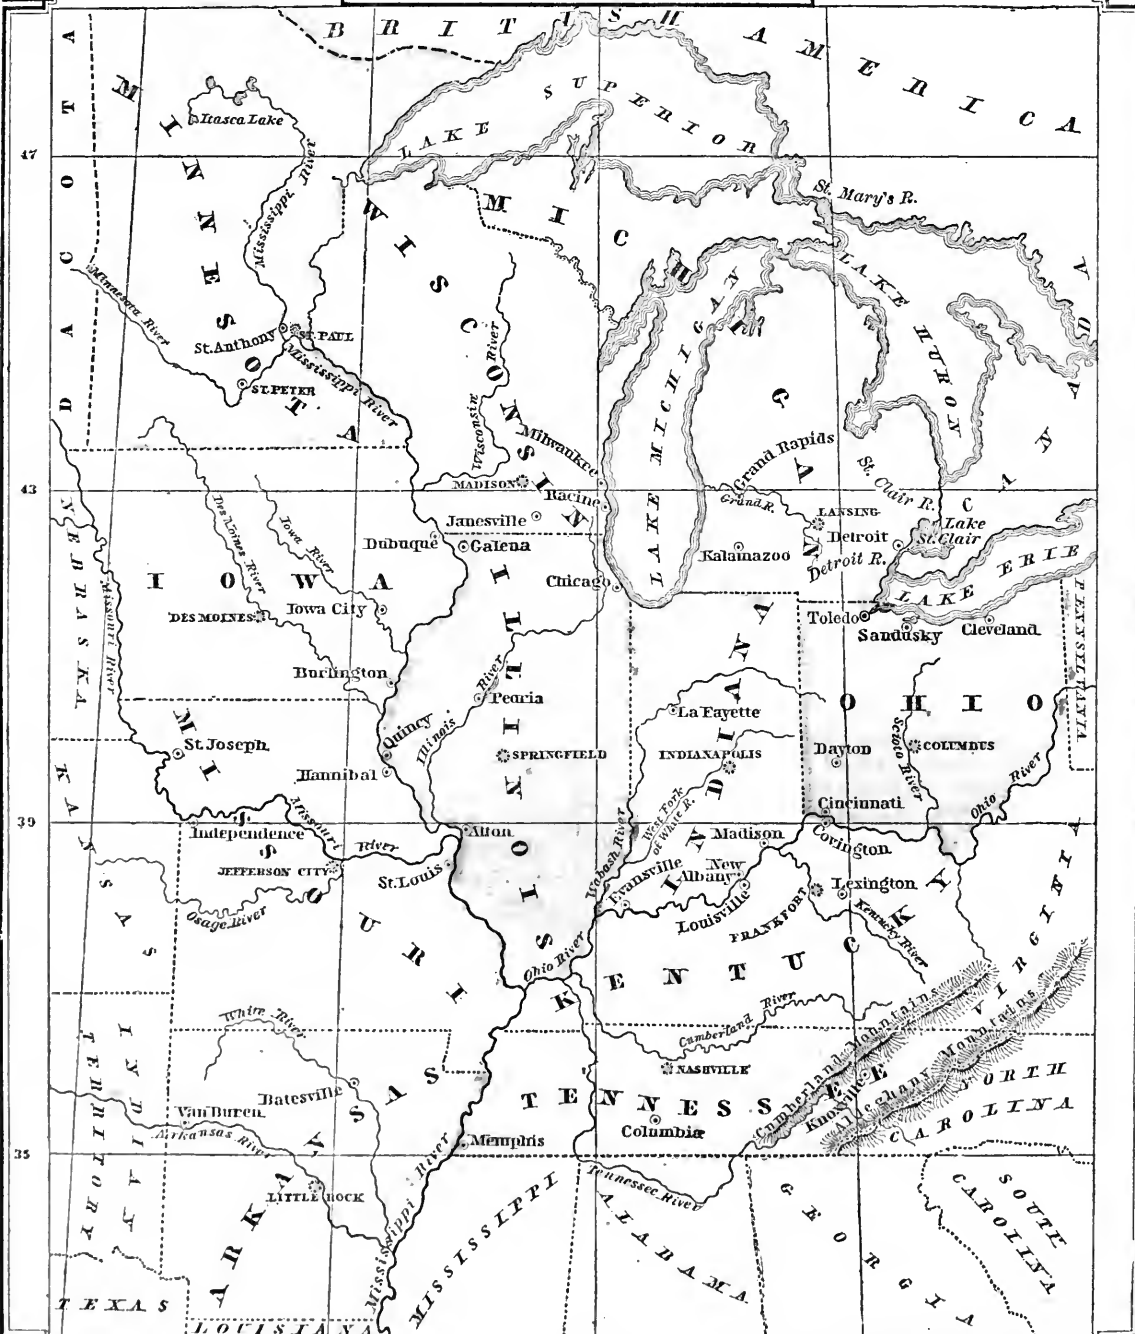 BRITISH AMERICA
DACOTA
MINNESOTA
Itasca Lake
LAKE SUPERIOR
47
Mississippi River
St. Mary's R.
WISCONSIN
MICHIGAN
LAKE HURON
CANADA
Minnesota River
St. Anthony
ST. PAUL
ST. PETER
Mississippi River
Wisconsin River
LAKE MICHIGAN
Milwaukee
Grand Rapids
MADISON
43
Racine
Grand R.
St. Clair R.
LANSING
Janesville
Lake St. Clair
Detroit
Detroit R.
Dubuque
Galena
Kalamazoo
LAKE ERIE
Chicago
NEBRASKA
Missouri River
IOWA
Des Moines River
Iowa River
DES MOINES
Iowa City
Toledo
Sandusky
Cleveland
PENNSYLVANIA
Burlington
Illinois River
Peoria
ILLINOIS
INDIANA
OHIO
La Fayette
Quincy
St Joseph
SPRINGFIELD
INDIANAPOLIS
Dayton
COLUMBUS
Scioto River
Ohio River
Hannibal
KANSAS
MISSOURI
Missouri River
39
Independence
Alton
Wabash River
West Fork of White R.
Cincinnati
Covington
Madison
JEFFERSON CITY
St. Louis
Evansville
New Albany
Lexington
Louisville
FRANKFORT
Kentucky River
Osage River
Ohio River
KENTUCKY
VIRGINIA
White River
Cumberland River
Cumberland Mountains
Alleghany Mountains
NASHVILLE
TENNESSEE
Knoxville
NORTH CAROLINA
INDIAN TERRITORY
Batesville
Van Buren
Arkansas River
ARKANSAS
Columbia
Memphis
35
Tennessee River
LITTLE ROCK
Mississippi River
MISSISSIPPI
ALABAMA
GEORGIA
SOUTH CAROLINA
TEXAS
LOUISIANA